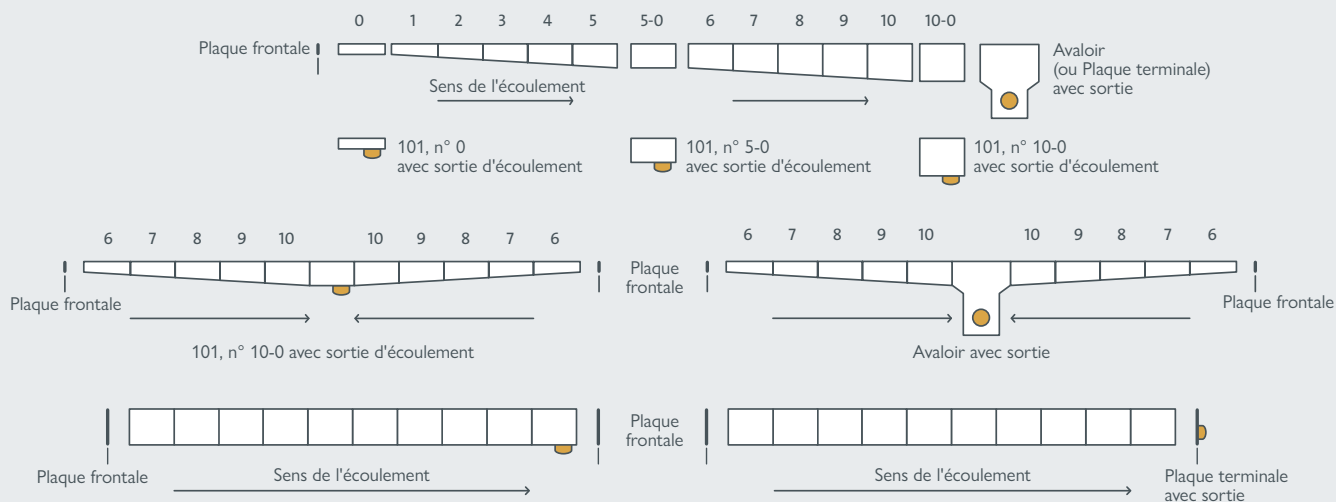 0 1 2 3 4 5 5-0 6 7 8 9 10 10-0
Plaque frontale
Sens de l'écoulement
Avaloir
(ou Plaque terminale)
avec sortie
101, n° 0
avec sortie d'écoulement
101, n° 5-0
avec sortie d'écoulement
101, n° 10-0
avec sortie d'écoulement
6 7 8 9 10 10 9 8 7 6
Plaque frontale
101, n° 10-0 avec sortie d'écoulement
Plaque
frontale
6 7 8 9 10 10 9 8 7 6
Avaloir avec sortie
Plaque frontale
Plaque frontale
Sens de l'écoulement
Plaque
frontale
Sens de l'écoulement
Plaque terminale
avec sortie